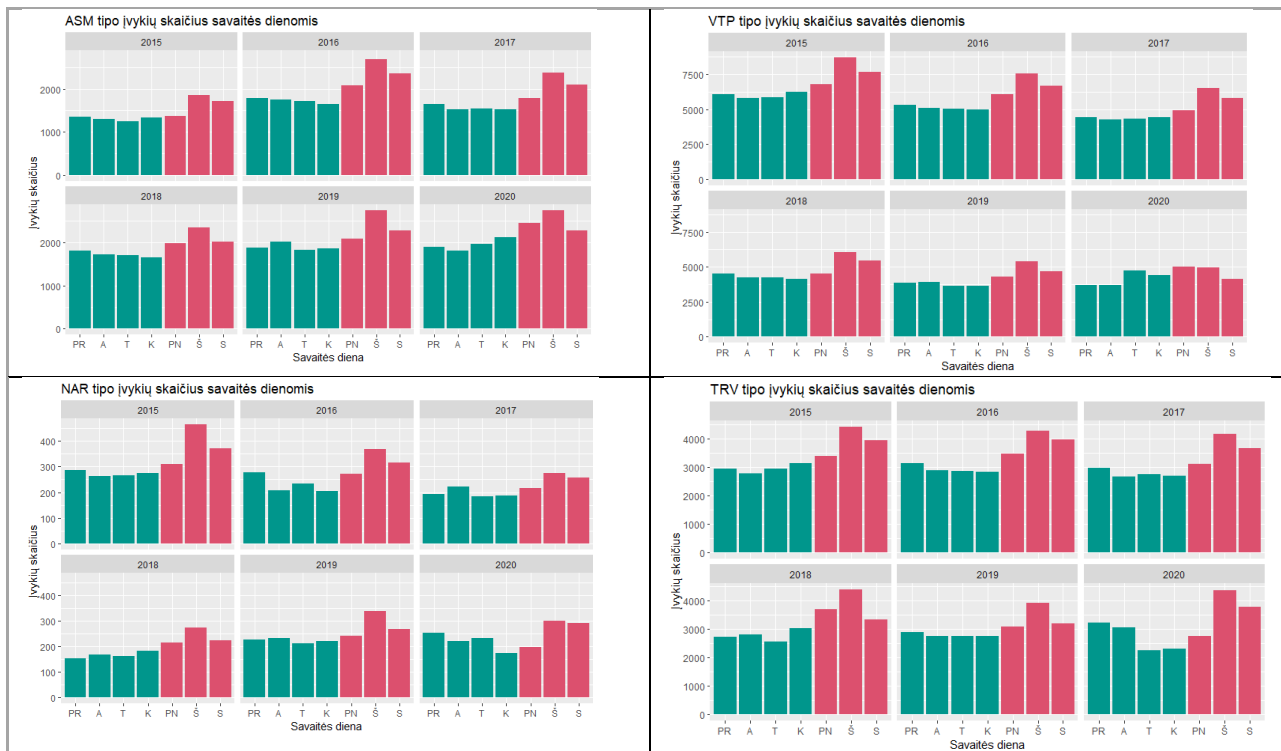 ASM tipo įvykių skaičius savaitės dienomis
2015 2016 2017
2000
1000
0
2018 2019 2020
2000
1000
0
Įvykių skaičius
PR A T K PN Š S PR A T K PN Š S PR A T K PN Š S
Savaitės diena
VTP tipo įvykių skaičius savaitės dienomis
2015 2016 2017
7500
5000
2500
0
2018 2019 2020
7500
5000
2500
0
Įvykių skaičius
PR A T K PN Š S PR A T K PN Š S PR A T K PN Š S
Savaitės diena
NAR tipo įvykių skaičius savaitės dienomis
2015 2016 2017
400
300
200
100
0
2018 2019 2020
400
300
200
100
0
Įvykių skaičius
PR A T K PN Š S PR A T K PN Š S PR A T K PN Š S
Savaitės diena
TRV tipo įvykių skaičius savaitės dienomis
2015 2016 2017
4000
3000
2000
1000
0
2018 2019 2020
4000
3000
2000
1000
0
Įvykių skaičius
PR A T K PN Š S PR A T K PN Š S PR A T K PN Š S
Savaitės diena